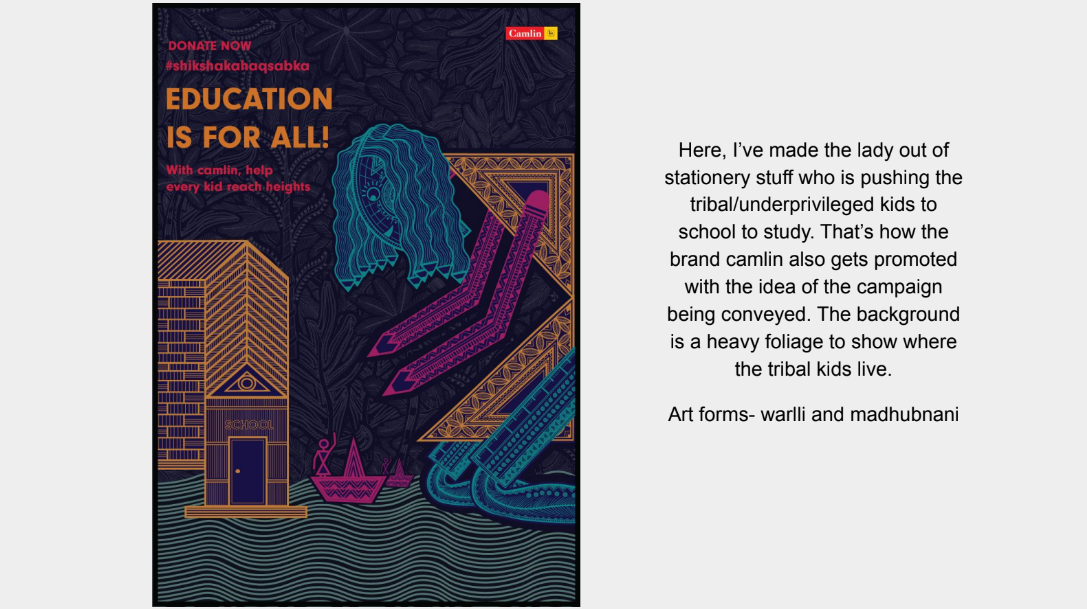 Camlin
DONATE NOW
#shikshakahaqsabka
EDUCATION
IS FOR ALL!
With camlin, help
every kid reach heights
SCHOOL
Here, I've made the lady out of
stationery stuff who is pushing the
tribal/underprivileged kids to
school to study. That's how the
brand camlin also gets promoted
with the idea of the campaign
being conveyed. The background
is a heavy foliage to show where
the tribal kids live.
Art forms- warlli and madhubnani